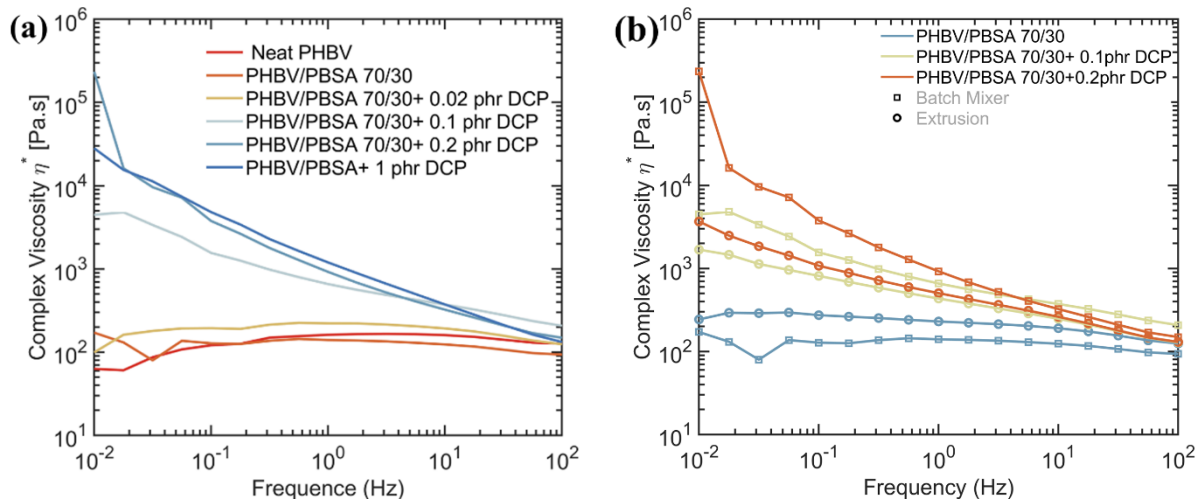 (a)
10^6
10^5
10^4
10^3
10^2
10^1
Complex Viscosity η^* [Pa.s]
Neat PHBV
PHBV/PBSA 70/30
PHBV/PBSA 70/30+ 0.02 phr DCP
PHBV/PBSA 70/30+ 0.1 phr DCP
PHBV/PBSA 70/30+ 0.2 phr DCP
PHBV/PBSA+ 1 phr DCP
10^-2
10^-1
10^0
10^1
10^2
Frequence (Hz)
(b)
10^6
10^5
10^4
10^3
10^2
10^1
Complex Viscosity η^* [Pa.s]
PHBV/PBSA 70/30
PHBV/PBSA 70/30+ 0.1phr DCP
PHBV/PBSA 70/30+0.2phr DCP
Batch Mixer
Extrusion
10^-2
10^-1
10^0
10^1
10^2
Frequency (Hz)